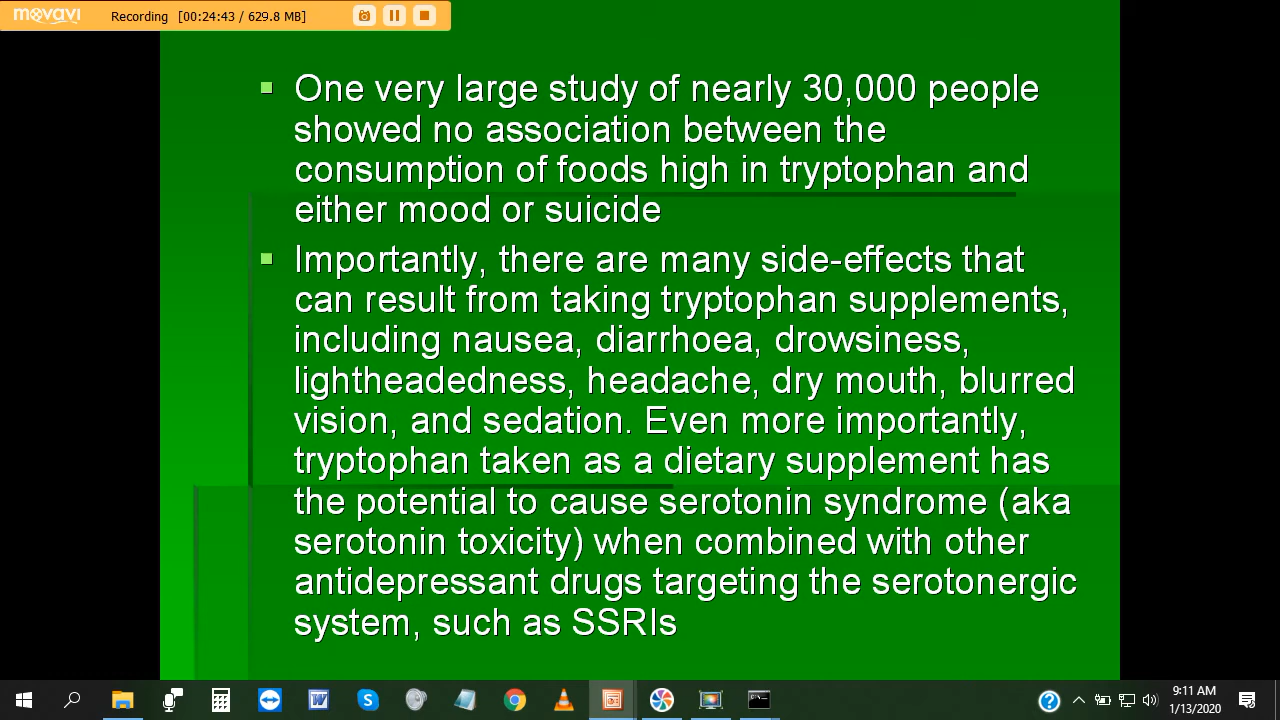 movavi
Recording [00:24:43 / 629.8 MB]
One very large study of nearly 30,000 people
showed no association between the
consumption of foods high in tryptophan and
either mood or suicide
Importantly, there are many side-effects that
can result from taking tryptophan supplements,
including nausea, diarrhoea, drowsiness,
lightheadedness, headache, dry mouth, blurred
vision, and sedation. Even more importantly,
tryptophan taken as a dietary supplement has
the potential to cause serotonin syndrome (aka
serotonin toxicity) when combined with other
antidepressant drugs targeting the serotonergic
system, such as SSRIs
9:11 AM
1/13/2020